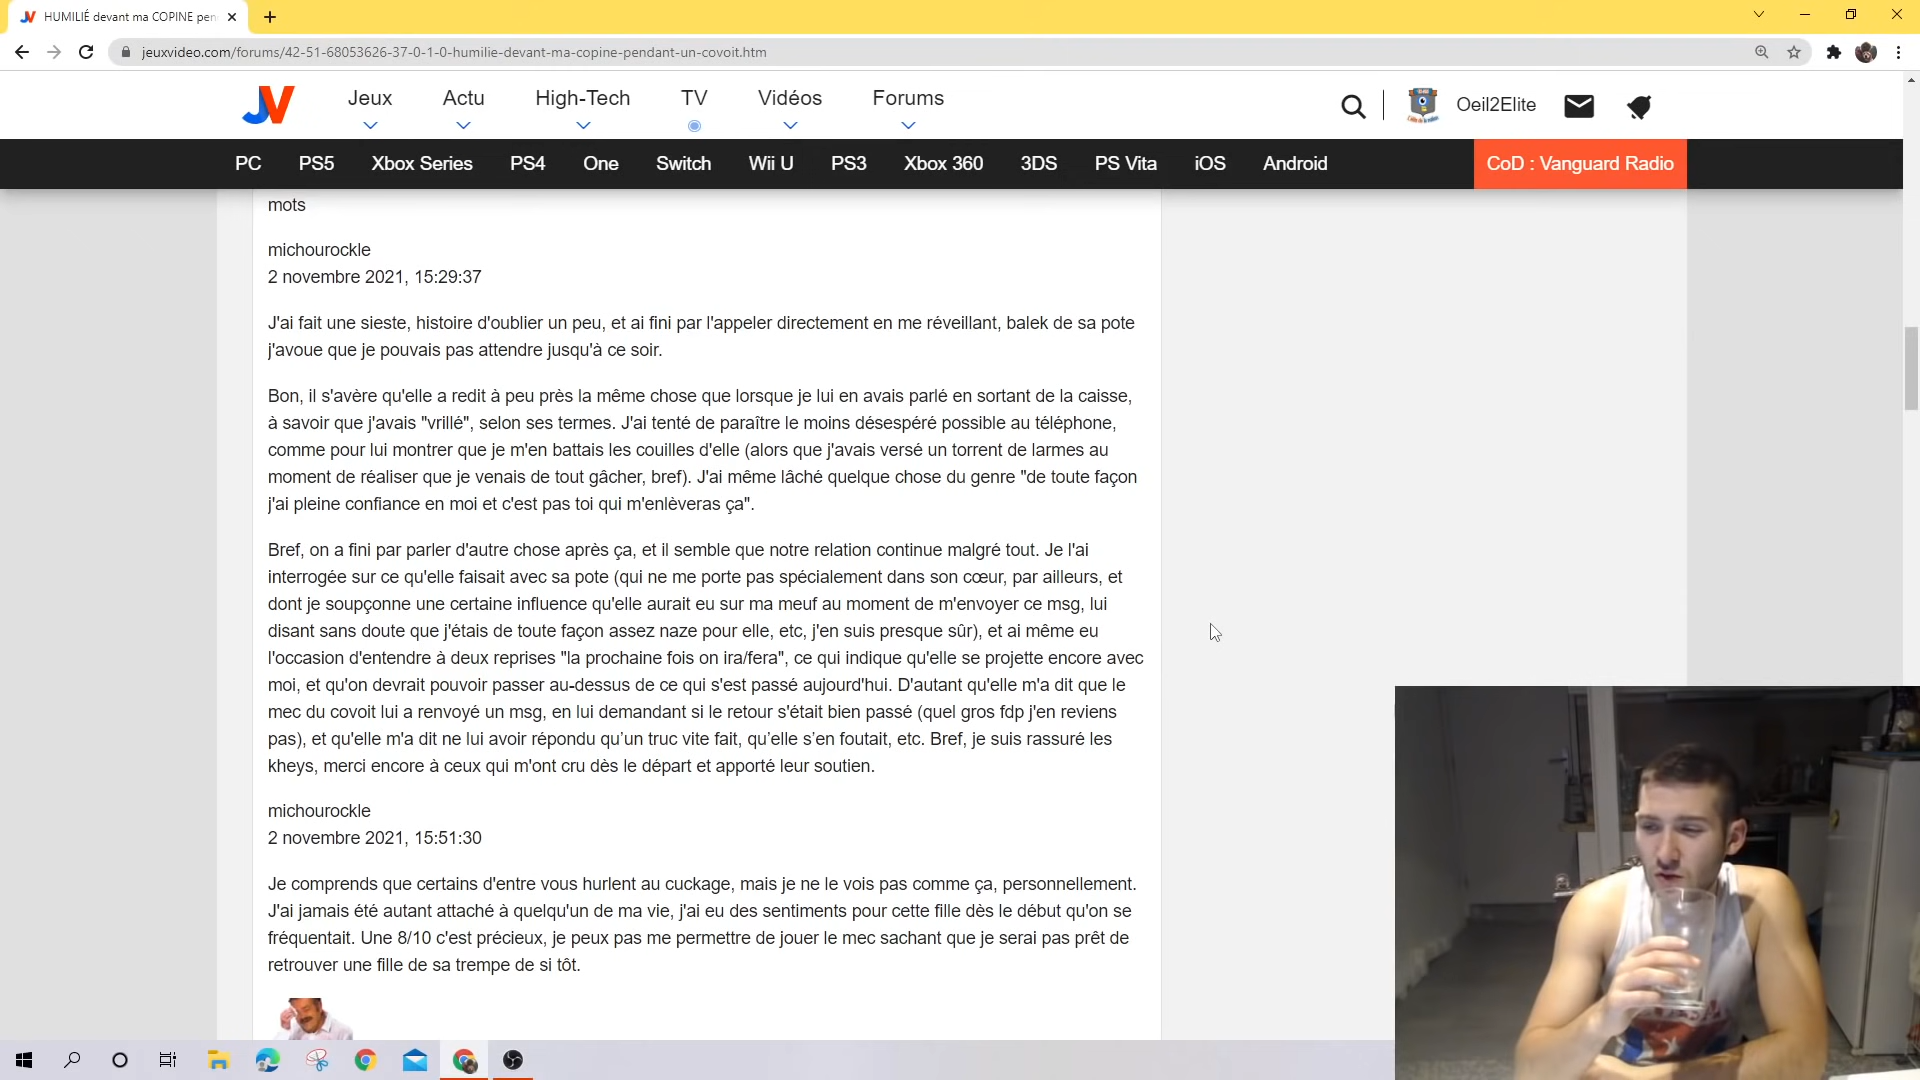 HUMILIÉ devant ma COPINE pen
jeuxvideo.com/forums/42-51-68053626-37-0-1-0-humilie-devant-ma-copine-pendant-un-covoit.htm
JV
Jeux
Actu
High-Tech
TV
Vidéos
Forums
Oeil2Elite
PC PS5 Xbox Series PS4 One Switch Wii U PS3 Xbox 360 3DS PS Vita iOS Android
CoD : Vanguard Radio
mots
michourockle
2 novembre 2021, 15:29:37
J'ai fait une sieste, histoire d'oublier un peu, et ai fini par l'appeler directement en me réveillant, balek de sa pote
j'avoue que je pouvais pas attendre jusqu'à ce soir.
Bon, il s'avère qu'elle a redit à peu près la même chose que lorsque je lui en avais parlé en sortant de la caisse,
à savoir que j'avais "vrillé", selon ses termes. J'ai tenté de paraître le moins désespéré possible au téléphone,
comme pour lui montrer que je m'en battais les couilles d'elle (alors que j'avais versé un torrent de larmes au
moment de réaliser que je venais de tout gâcher, bref). J'ai même lâché quelque chose du genre "de toute façon
j'ai pleine confiance en moi et c'est pas toi qui m'enlèveras ça".
Bref, on a fini par parler d'autre chose après ça, et il semble que notre relation continue malgré tout. Je l'ai
interrogée sur ce qu'elle faisait avec sa pote (qui ne me porte pas spécialement dans son cœur, par ailleurs, et
dont je soupçonne une certaine influence qu'elle aurait eu sur ma meuf au moment de m'envoyer ce msg, lui
disant sans doute que j'étais de toute façon assez naze pour elle, etc, j'en suis presque sûr), et ai même eu
l'occasion d'entendre à deux reprises "la prochaine fois on ira/fera", ce qui indique qu'elle se projette encore avec
moi, et qu'on devrait pouvoir passer au-dessus de ce qui s'est passé aujourd'hui. D'autant qu'elle m'a dit que le
mec du covoit lui a renvoyé un msg, en lui demandant si le retour s'était bien passé (quel gros fdp j'en reviens
pas), et qu'elle m'a dit ne lui avoir répondu qu’un truc vite fait, qu’elle s’en foutait, etc. Bref, je suis rassuré les
kheys, merci encore à ceux qui m'ont cru dès le départ et apporté leur soutien.
michourockle
2 novembre 2021, 15:51:30
Je comprends que certains d'entre vous hurlent au cuckage, mais je ne le vois pas comme ça, personnellement.
J'ai jamais été autant attaché à quelqu'un de ma vie, j'ai eu des sentiments pour cette fille dès le début qu'on se
fréquentait. Une 8/10 c'est précieux, je peux pas me permettre de jouer le mec sachant que je serai pas prêt de
retrouver une fille de sa trempe de si tôt.